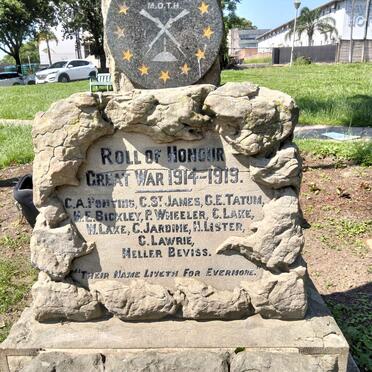 M.O.T.H.
ROLL OF HONOUR
GREAT WAR 1914-1919.
C.A. PONTING, C. ST JAMES, C.E. TATUM,
H.E. BICKLEY, P. WHEELER, C. LAKE,
W. LAKE, C. JARDINE, H. LISTER,
C. LAWRIE,
HELLER BEVISS.
"THEIR NAME LIVETH FOR EVERMORE."